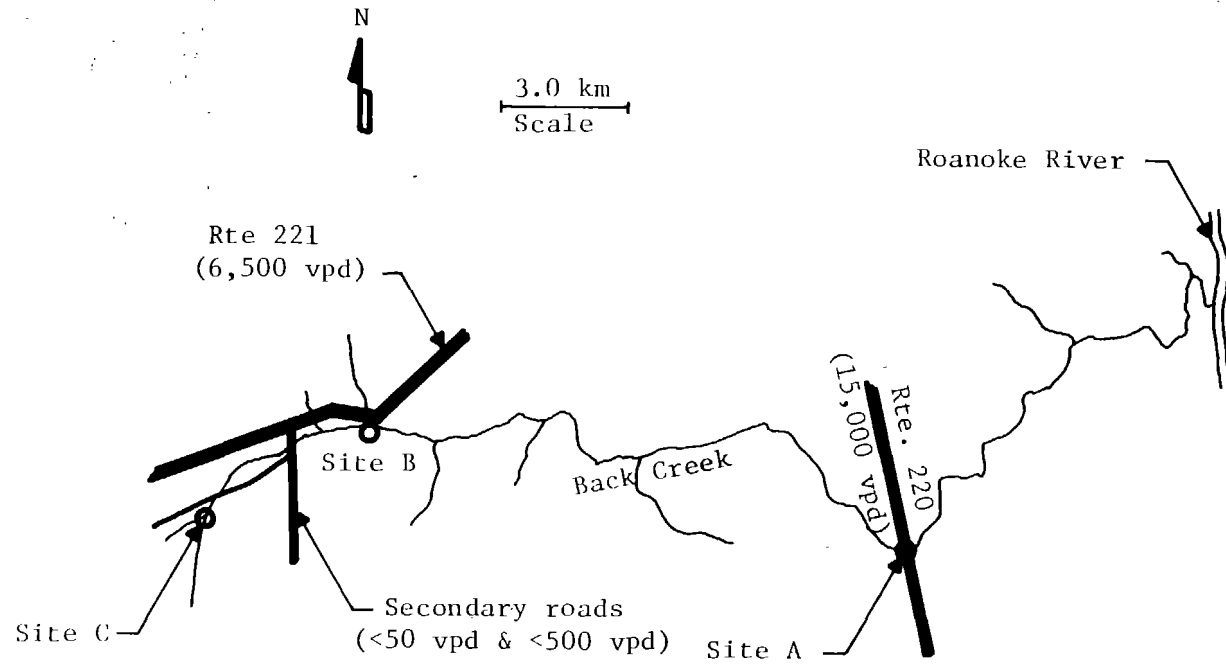 N
3.0 km
Scale
Roanoke River
Rte 221
(6,500 vpd)
Rte. 220
(15,000 vpd)
Site B
Back Creek
Site C
Secondary roads
(<50 vpd & <500 vpd)
Site A